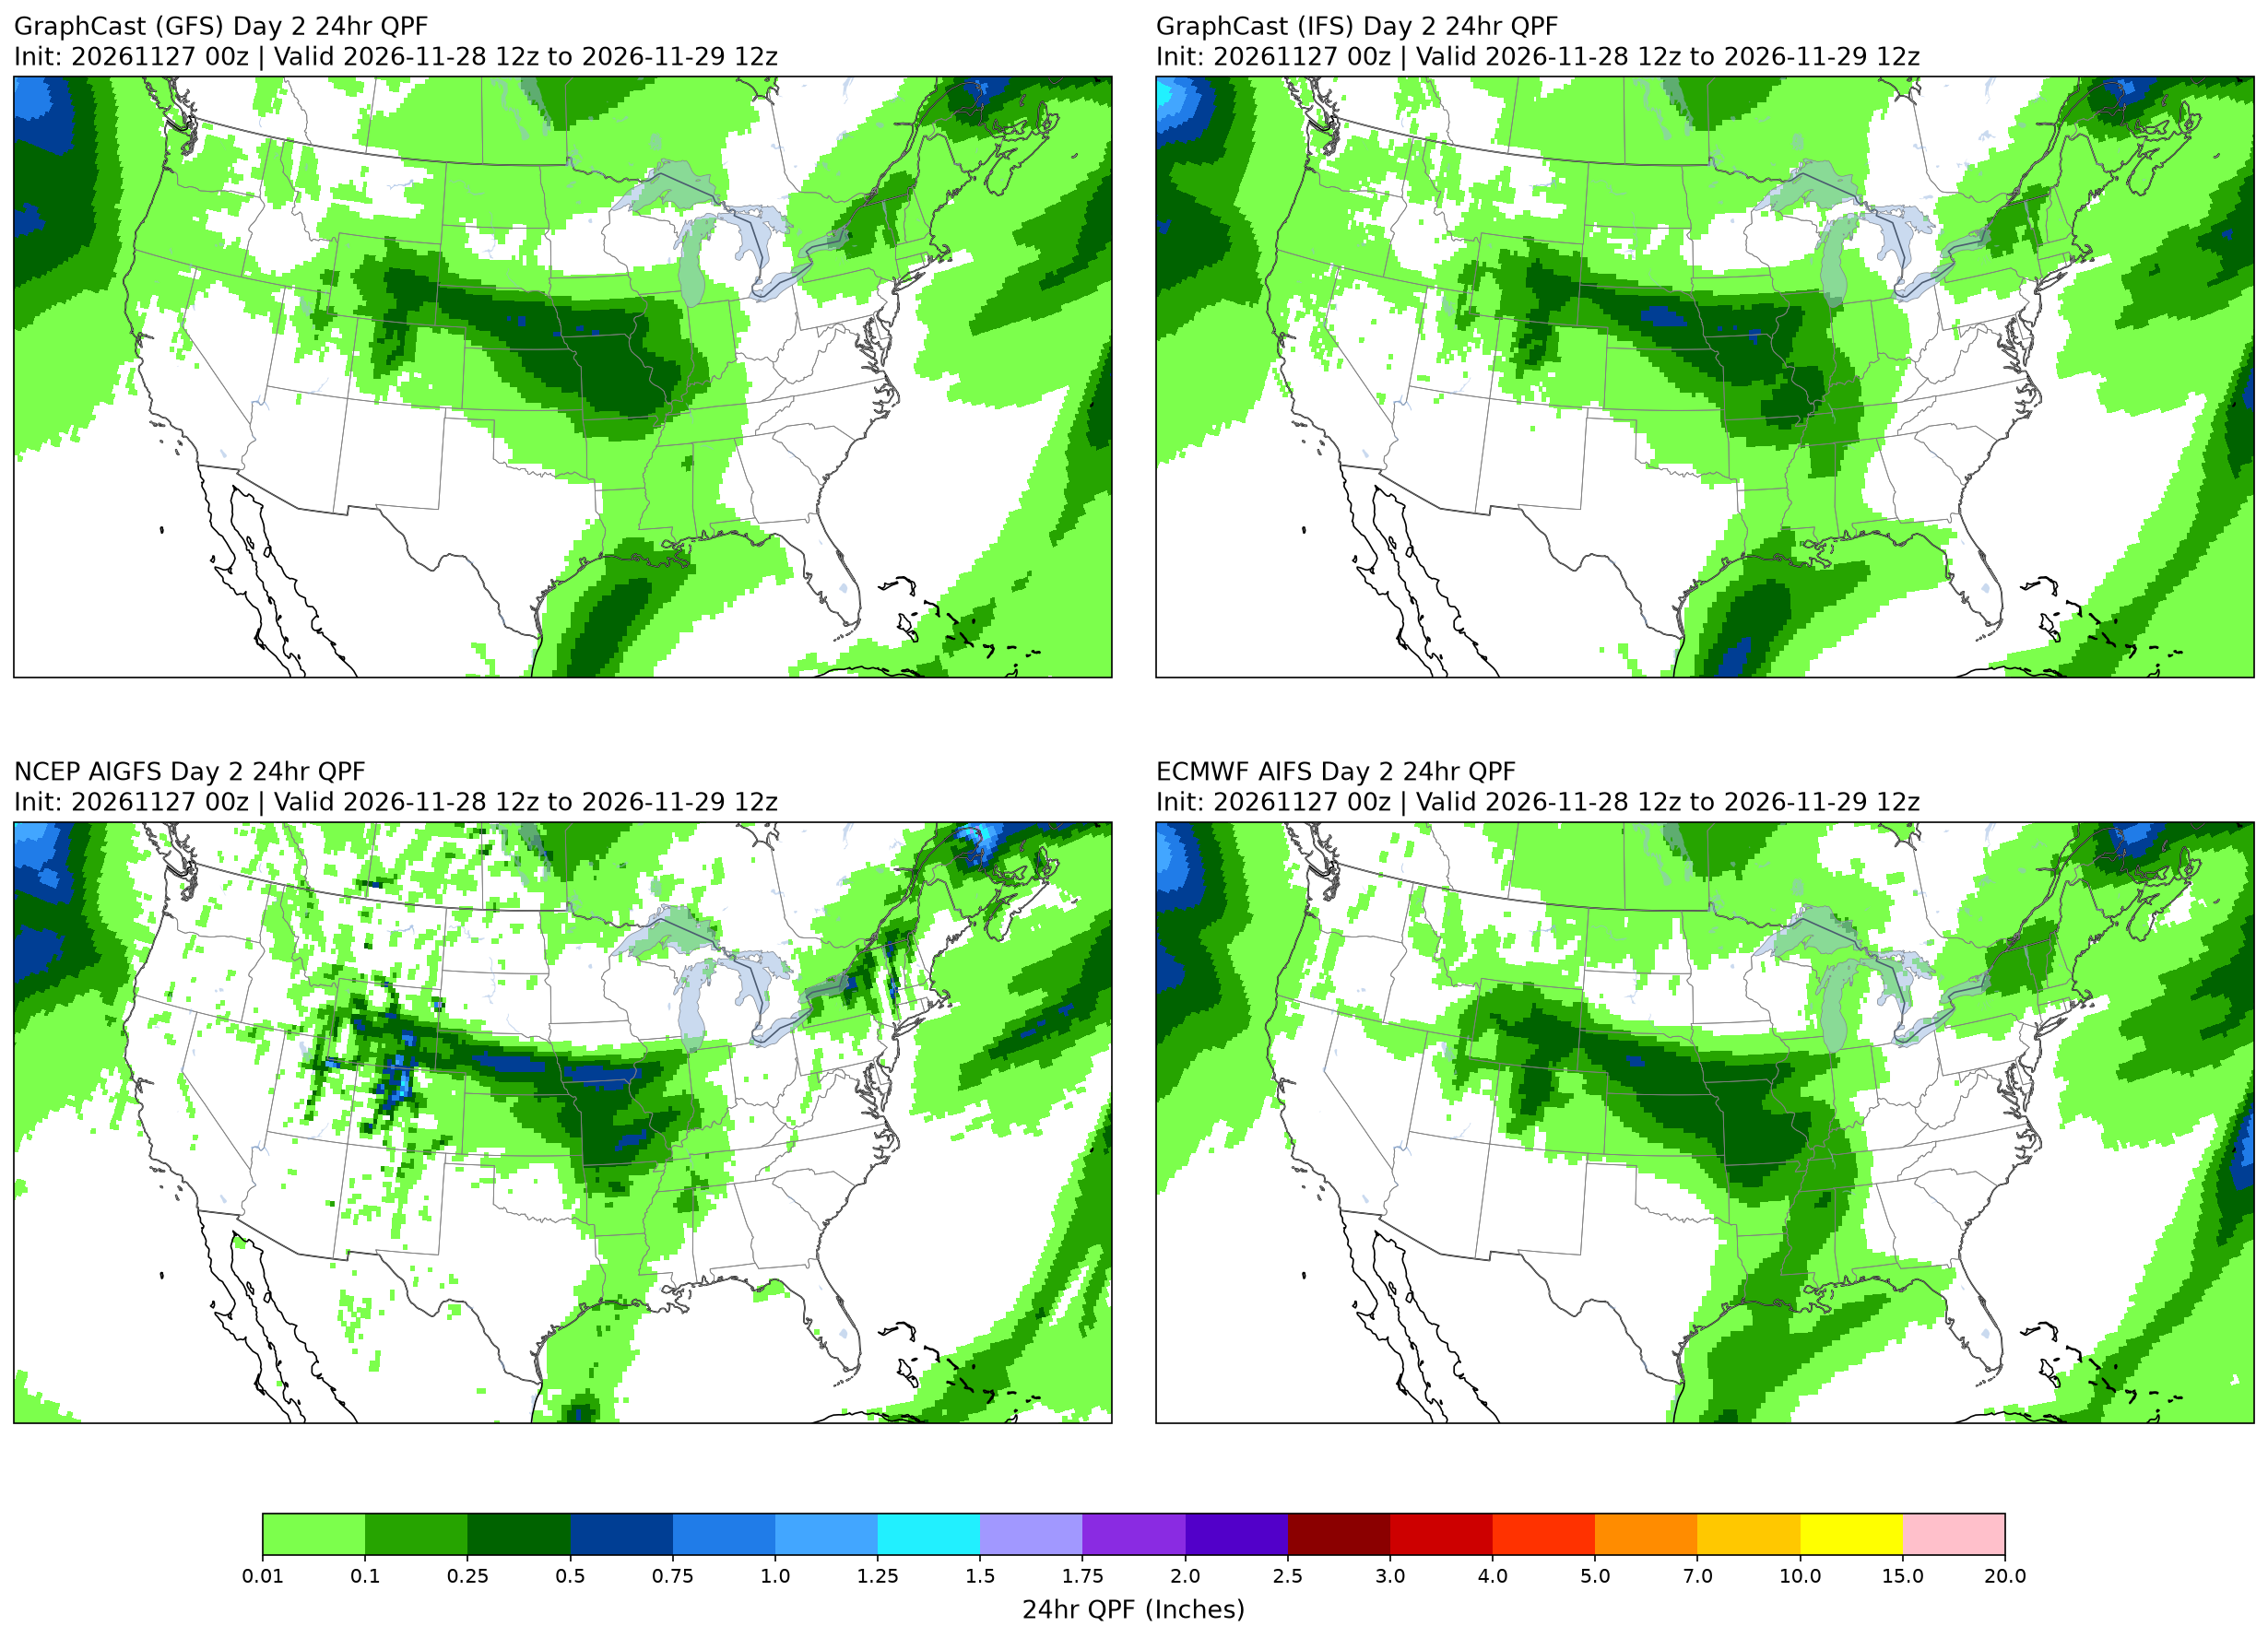 GraphCast (GFS) Day 2 24hr QPF
Init: 20261127 00z | Valid 2026-11-28 12z to 2026-11-29 12z
GraphCast (IFS) Day 2 24hr QPF
Init: 20261127 00z | Valid 2026-11-28 12z to 2026-11-29 12z
NCEP AIGFS Day 2 24hr QPF
Init: 20261127 00z | Valid 2026-11-28 12z to 2026-11-29 12z
ECMWF AIFS Day 2 24hr QPF
Init: 20261127 00z | Valid 2026-11-28 12z to 2026-11-29 12z
0.01 0.1 0.25 0.5 0.75 1.0 1.25 1.5 1.75 2.0 2.5 3.0 4.0 5.0 7.0 10.0 15.0 20.0
24hr QPF (Inches)